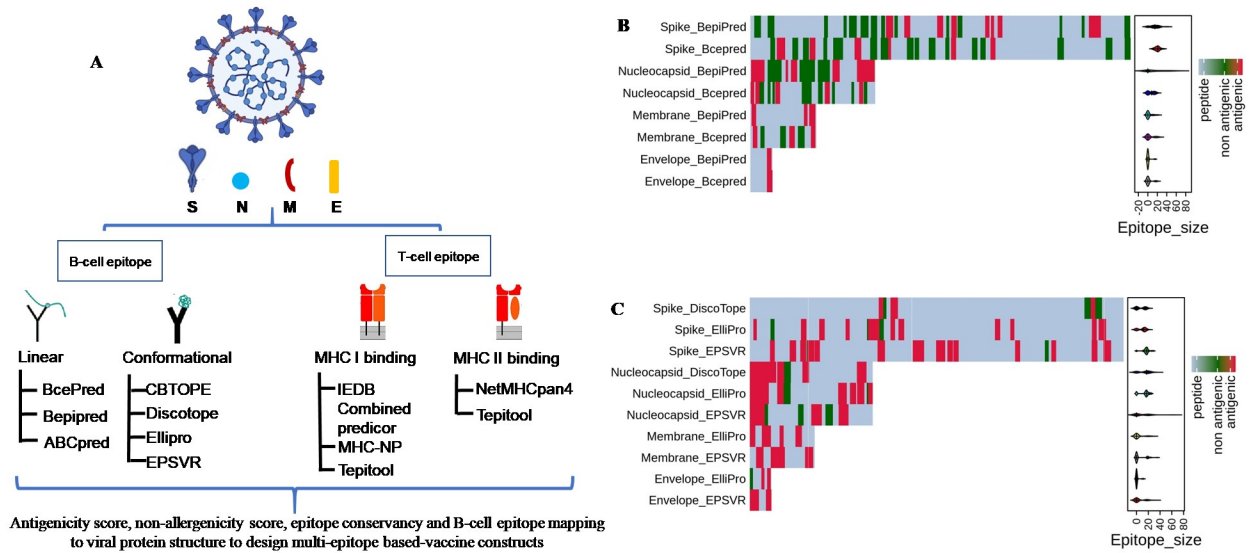 A
S N M E
B-cell epitope
T-cell epitope
Linear
BcePred
Bepipred
ABCpred
Conformational
CBTOPE
Discotope
Ellipro
EPSVR
MHC I binding
IEDB
Combined
predicor
MHC-NP
Tepitool
MHC II binding
NetMHCpan4
Tepitool
Antigenicity score, non-allergenicity score, epitope conservancy and B-cell epitope mapping
to viral protein structure to design multi-epitope based-vaccine constructs
B
Spike_BepiPred
Spike_Bcepred
Nucleocapsid_BepiPred
Nucleocapsid_Bcepred
Membrane_BepiPred
Membrane_Bcepred
Envelope_BepiPred
Envelope_Bcepred
-20 0 20 40 60 80
Epitope_size
peptide
non antigenic
antigenic
C
Spike_DiscoTope
Spike_ElliPro
Spike_EPSVR
Nucleocapsid_DiscoTope
Nucleocapsid_ElliPro
Nucleocapsid_EPSVR
Membrane_ElliPro
Membrane_EPSVR
Envelope_ElliPro
Envelope_EPSVR
0 20 40 60 80
Epitope_size
peptide
non antigenic
antigenic